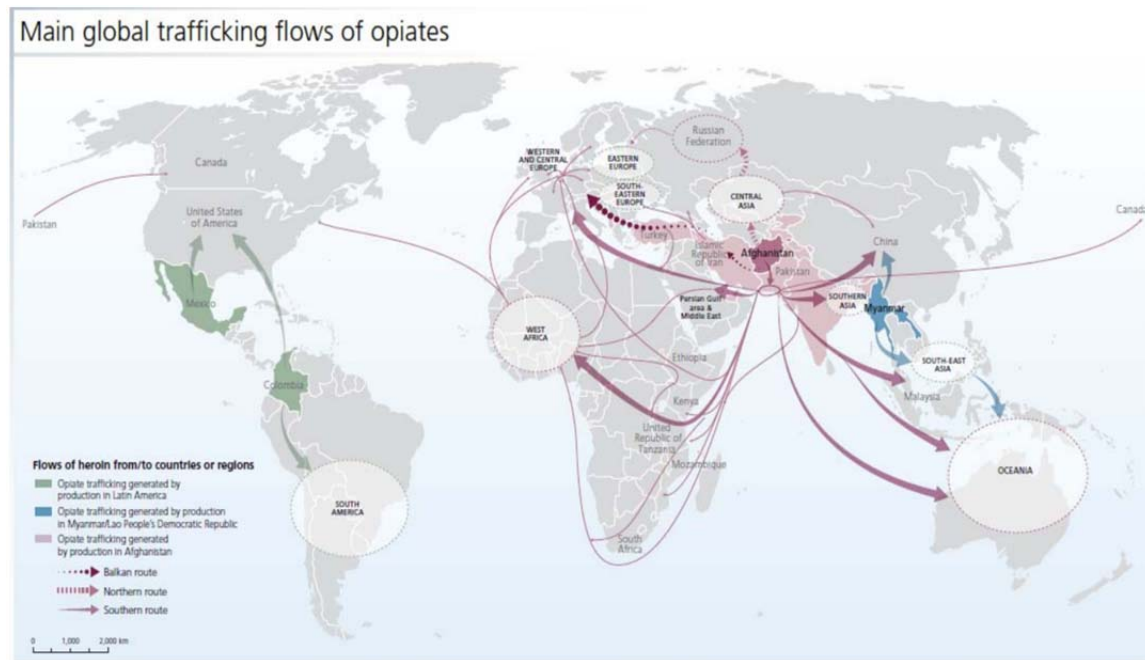 Main global trafficking flows of opiates
Canada
Pakistan
United States
of America
Mexico
Colombia
SOUTH
AMERICA
WESTERN
AND CENTRAL
EUROPE
EASTERN
EUROPE
SOUTH-
EASTERN
EUROPE
Russian
Federation
CENTRAL
ASIA
Turkey
Islamic
Republic
of Iran
Afghanistan
Pakistan
China
Canada
Persian Gulf
area &
Middle East
SOUTHERN
ASIA
Myanmar
SOUTH-EAST
ASIA
Malaysia
WEST
AFRICA
Ethiopia
Kenya
United
Republic of
Tanzania
Mozambique
South
Africa
OCEANIA
Flows of heroin from/to countries or regions
Opiate trafficking generated by
production in Latin America
Opiate trafficking generated by production
in Myanmar/Lao People's Democratic Republic
Opiate trafficking generated
by production in Afghanistan
Balkan route
Northern route
Southern route
0 1,000 2,000 km